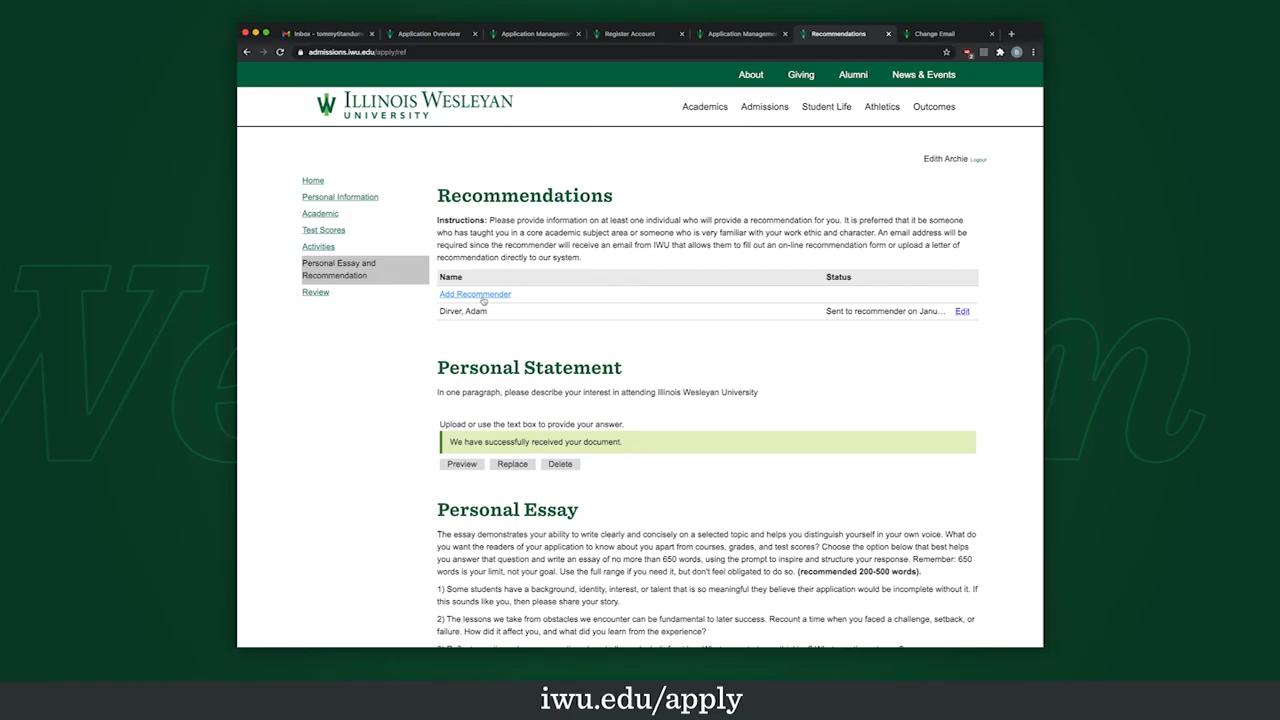 Inbox - tommytitandum
Application Overview
Application Managemen
Register Account
Application Managemen
Recommendations
Change Email
admissions.iwu.edu/apply/ref
About
Giving
Alumni
News & Events
ILLINOIS WESLEYAN
UNIVERSITY
Academics
Admissions
Student Life
Athletics
Outcomes
Edith Archie Logout
Home
Personal Information
Academic
Test Scores
Activities
Personal Essay and
Recommendation
Review
Recommendations
Instructions: Please provide information on at least one individual who will provide a recommendation for you. It is preferred that it be someone
who has taught you in a core academic subject area or someone who is very familiar with your work ethic and character. An email address will be
required since the recommender will receive an email from IWU that allows them to fill out an on-line recommendation form or upload a letter of
recommendation directly to our system.
Name Status
Add Recommender
Dirver, Adam Sent to recommender on Janu... Edit
Personal Statement
In one paragraph, please describe your interest in attending Illinois Wesleyan University
Upload or use the text box to provide your answer.
We have successfully received your document.
Preview Replace Delete
Personal Essay
The essay demonstrates your ability to write clearly and concisely on a selected topic and helps you distinguish yourself in your own voice. What do
you want the readers of your application to know about you apart from courses, grades, and test scores? Choose the option below that best helps
you answer that question and write an essay of no more than 650 words, using the prompt to inspire and structure your response. Remember: 650
words is your limit, not your goal. Use the full range if you need it, but don't feel obligated to do so. (recommended 200-500 words).
1) Some students have a background, identity, interest, or talent that is so meaningful they believe their application would be incomplete without it. If
this sounds like you, then please share your story.
2) The lessons we take from obstacles we encounter can be fundamental to later success. Recount a time when you faced a challenge, setback, or
failure. How did it affect you, and what did you learn from the experience?
iwu.edu/apply